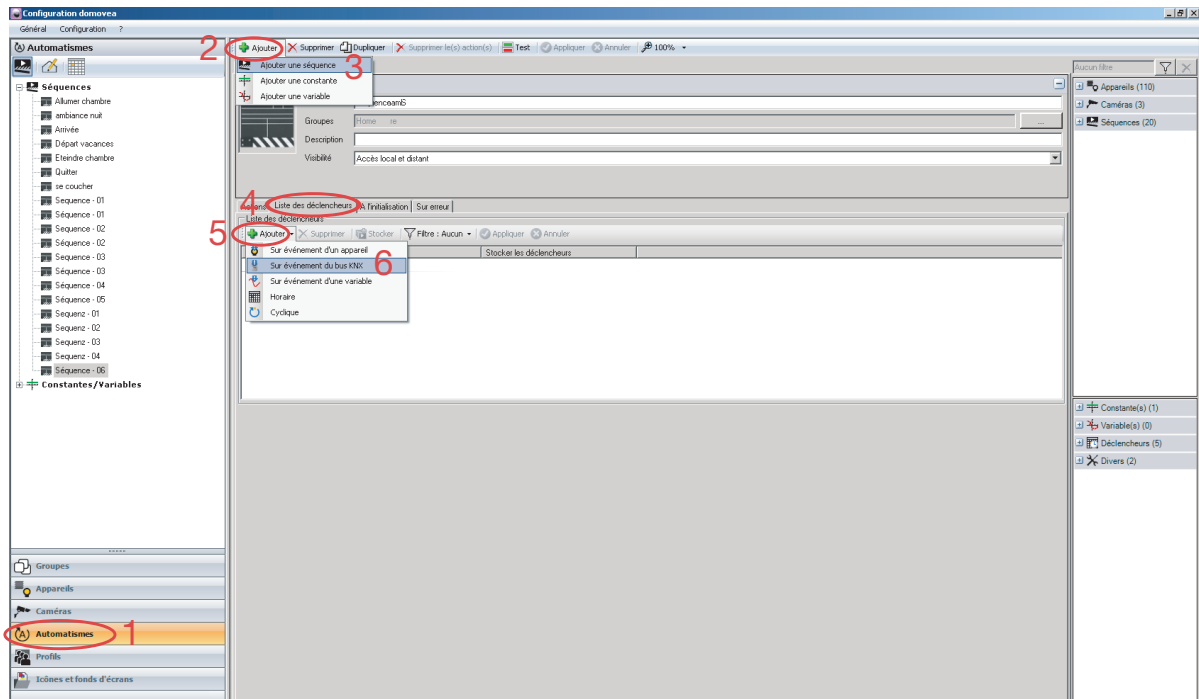 Configuration domovea
Général Configuration ?
Automatismes
Séquences
Allumer chambre
ambiance nuit
Arrivée
Départ vacances
Eteindre chambre
Quitter
se coucher
Sequence - 01
Séquence - 01
Sequence - 02
Séquence - 02
Sequence - 03
Séquence - 03
Séquence - 04
Séquence - 05
Sequenz - 01
Sequenz - 02
Sequenz - 03
Sequenz - 04
Séquence - 06
Constantes/Variables
Groupes
Appareils
Caméras
Automatismes 1
Profils
Icônes et fonds d'écrans
2 Ajouter Supprimer Dupliquer Supprimer le(s) action(s) Test Appliquer Annuler 100%
Ajouter une séquence 3
Ajouter une constante
Ajouter une variable
Groupes Home
Description
Visibilité Accès local et distant
4 Liste des déclencheurs A l'initialisation Sur erreur
Liste des déclencheurs
5 Ajouter Supprimer Stocker Filtre : Aucun Appliquer Annuler
Stocker les déclencheurs
Sur événement d'un appareil
Sur événement du bus KNX 6
Sur événement d'une variable
Horaire
Cyclique
Aucun filtre
Appareils (110)
Caméras (3)
Séquences (20)
Constante(s) (1)
Variable(s) (0)
Déclencheurs (5)
Divers (2)